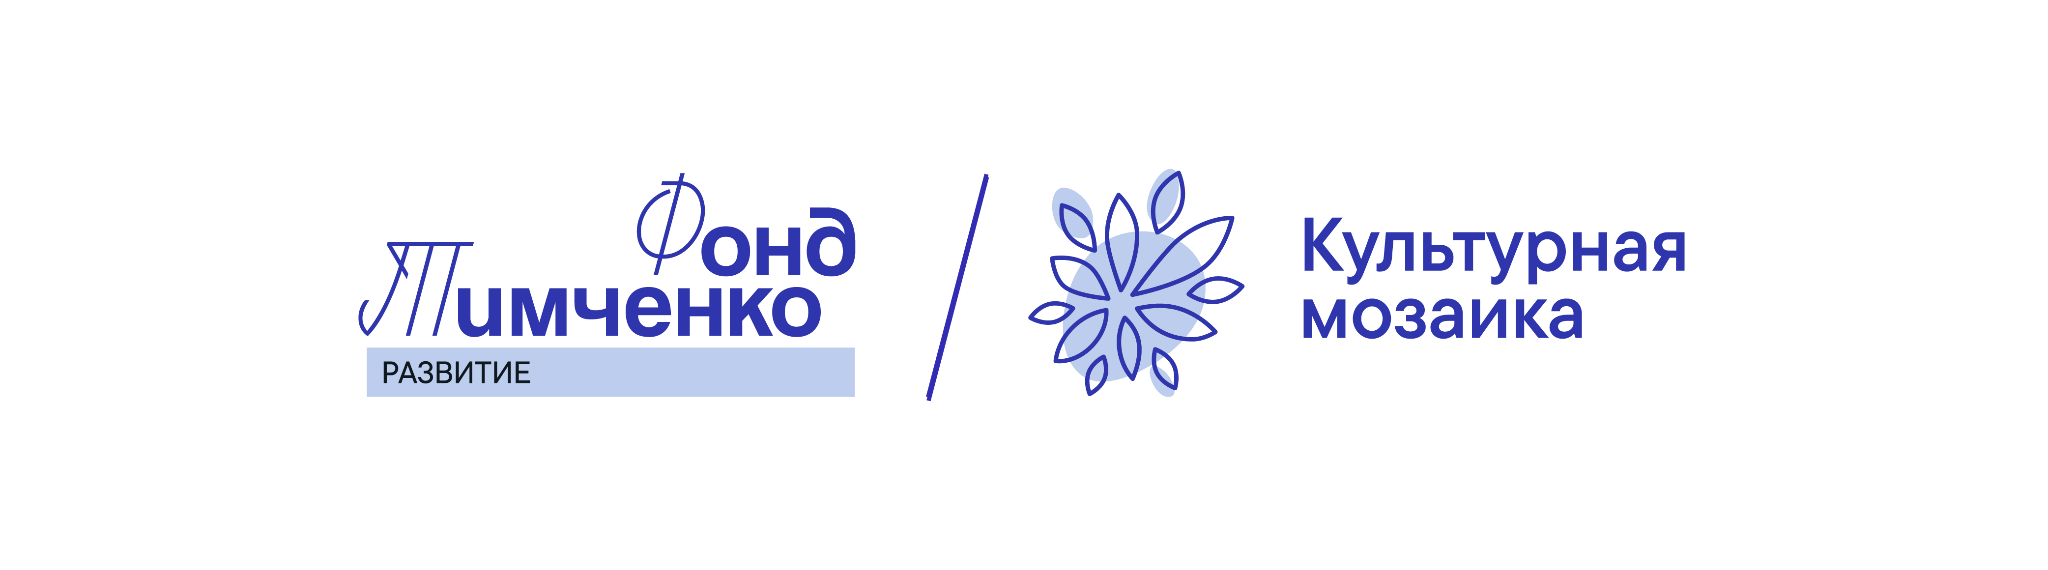 Фонд
Тимченко
РАЗВИТИЕ
Культурная
мозаика